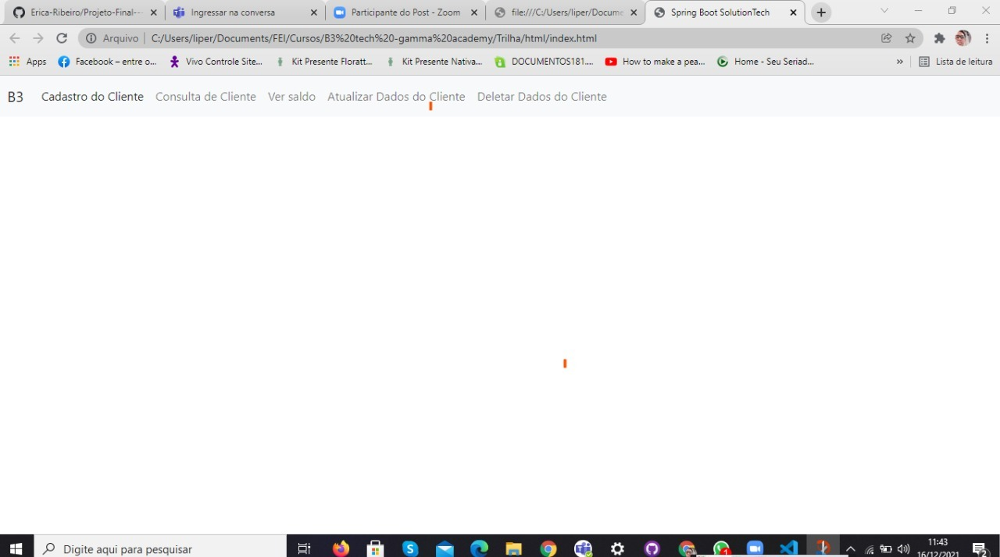 Erica-Ribeiro/Projeto-Final--- Ingressar na conversa Participante do Post - Zoom file:///C:/Users/liper/Docume Spring Boot SolutionTech
Arquivo C:/Users/liper/Documents/FEI/Cursos/B3%20tech%20-gamma%20academy/Trilha/html/index.html
Apps Facebook – entre o... Vivo Controle Site... Kit Presente Floratt... Kit Presente Nativa... DOCUMENTOS181.... How to make a pea... Home - Seu Seriad... » Lista de leitura
B3 Cadastro do Cliente Consulta de Cliente Ver saldo Atualizar Dados do Cliente Deletar Dados do Cliente
Digite aqui para pesquisar 1 11:43 2
16/12/2021